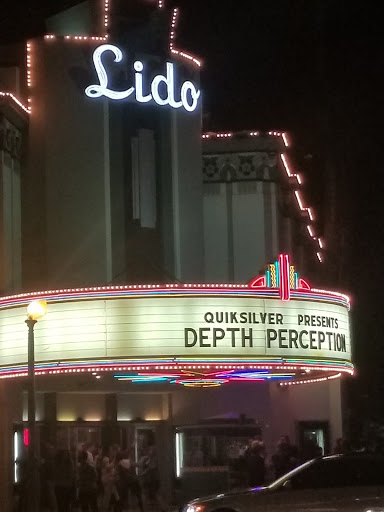 Lido
QUIKSILVER PRESENTS
DEPTH PERCEPTION